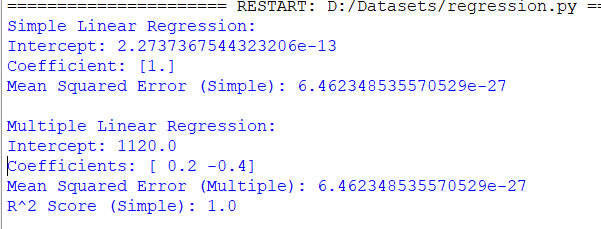 ====================== RESTART: D:/Datasets/regression.py ==
Simple Linear Regression:
Intercept: 2.2737367544323206e-13
Coefficient: [1.]
Mean Squared Error (Simple): 6.462348535570529e-27
Multiple Linear Regression:
Intercept: 1120.0
Coefficients: [ 0.2 -0.4]
Mean Squared Error (Multiple): 6.462348535570529e-27
R^2 Score (Simple): 1.0